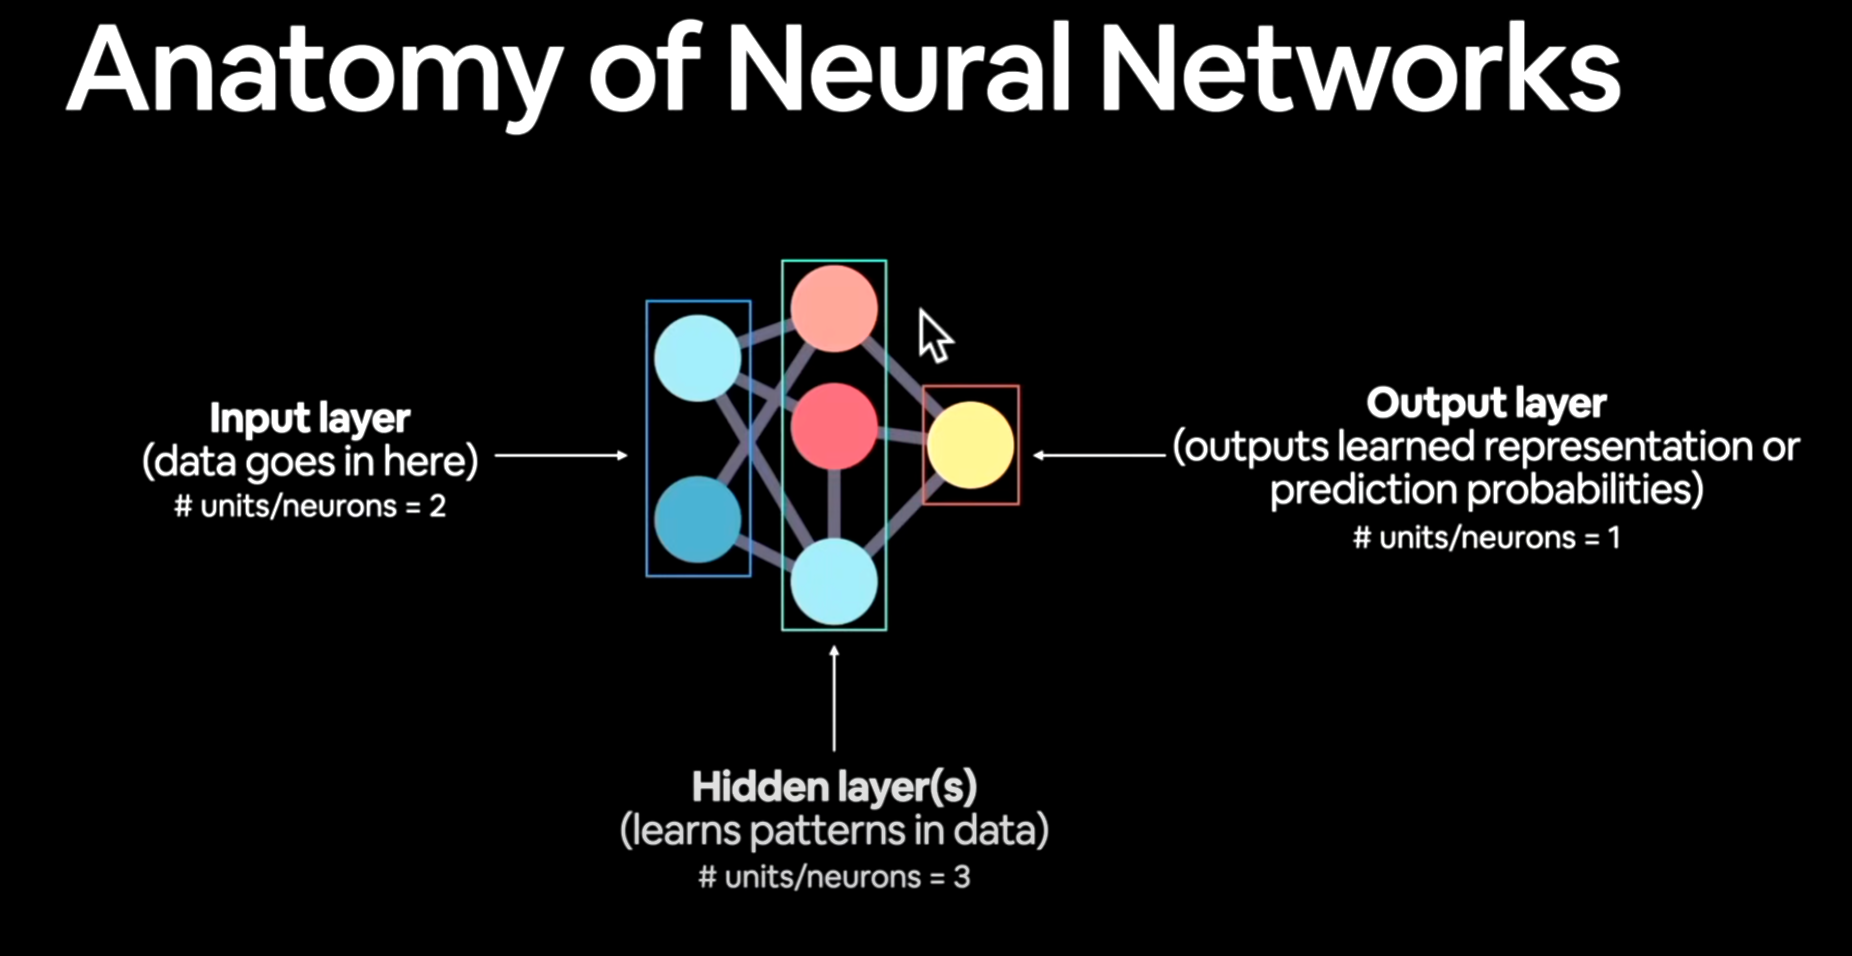 Anatomy of Neural Networks
Input layer
(data goes in here)
# units/neurons = 2
Output layer
(outputs learned representation or
prediction probabilities)
# units/neurons = 1
Hidden layer(s)
(learns patterns in data)
# units/neurons = 3